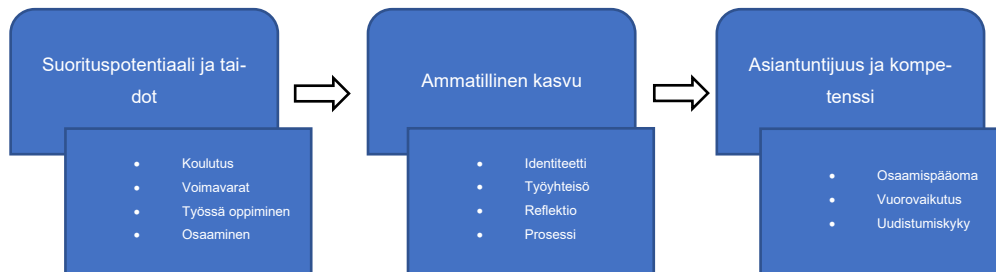 Suorituspotentiaali ja tai-
dot
Koulutus
Voimavarat
Työssä oppiminen
Osaaminen
Ammatillinen kasvu
Identiteetti
Työyhteisö
Reflektio
Prosessi
Asiantuntijuus ja kompe-
tenssi
Osaamispääoma
Vuorovaikutus
Uudistumiskyky